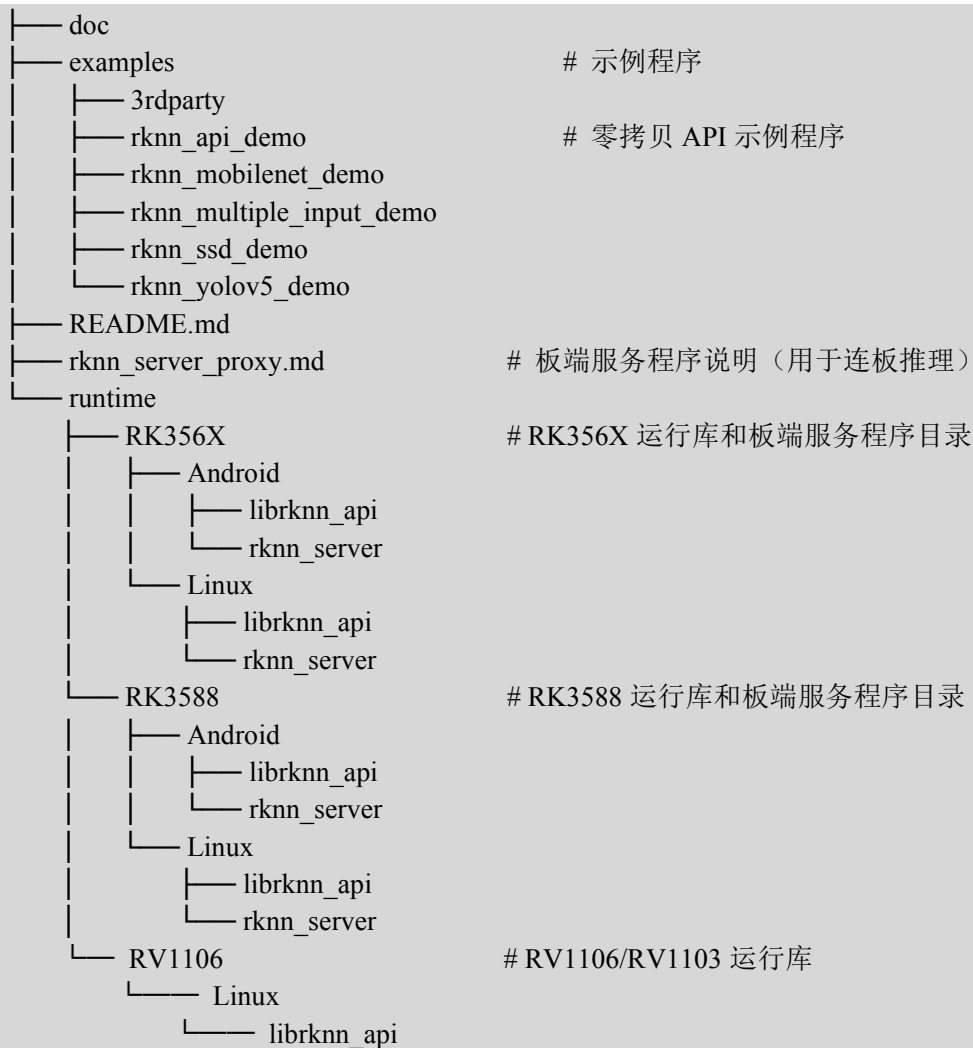 ├── doc
├── examples # 示例程序
│ ├── 3rdparty
│ ├── rknn_api_demo # 零拷贝 API 示例程序
│ ├── rknn_mobilenet_demo
│ ├── rknn_multiple_input_demo
│ ├── rknn_ssd_demo
│ └── rknn_yolov5_demo
├── README.md
├── rknn_server_proxy.md # 板端服务程序说明（用于连板推理）
└── runtime
├── RK356X # RK356X 运行库和板端服务程序目录
│ ├── Android
│ │ ├── librknn_api
│ │ └── rknn_server
│ └── Linux
│ ├── librknn_api
│ └── rknn_server
└── RK3588 # RK3588 运行库和板端服务程序目录
│ ├── Android
│ │ ├── librknn_api
│ │ └── rknn_server
│ └── Linux
│ ├── librknn_api
│ └── rknn_server
└── RV1106 # RV1106/RV1103 运行库
└── Linux
└── librknn_api